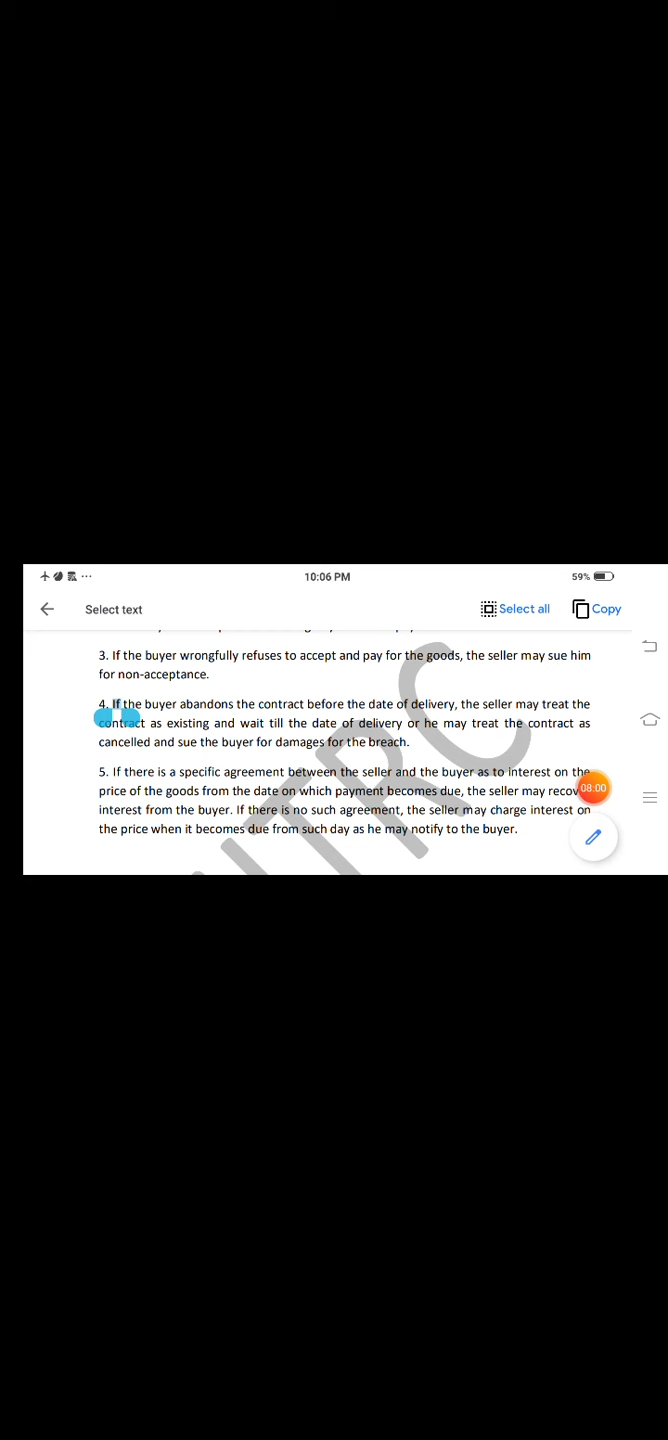 10:06 PM
59%
Select text
Select all
Copy
3. If the buyer wrongfully refuses to accept and pay for the goods, the seller may sue him
for non-acceptance.
4. If the buyer abandons the contract before the date of delivery, the seller may treat the
contract as existing and wait till the date of delivery or he may treat the contract as
cancelled and sue the buyer for damages for the breach.
5. If there is a specific agreement between the seller and the buyer as to interest on the
price of the goods from the date on which payment becomes due, the seller may recov
08:00
interest from the buyer. If there is no such agreement, the seller may charge interest on
the price when it becomes due from such day as he may notify to the buyer.
UTRC